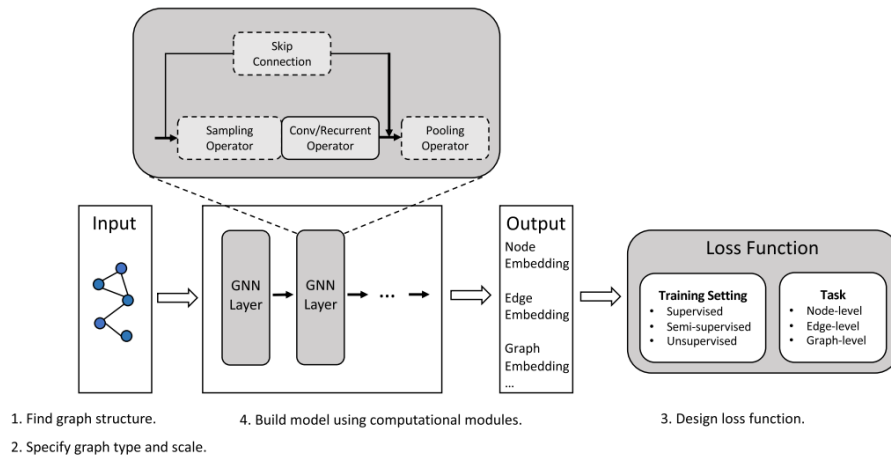 Skip
Connection
Sampling
Operator
Conv/Recurrent
Operator
Pooling
Operator
Input
GNN
Layer
GNN
Layer
...
Output
Node
Embedding
Edge
Embedding
Graph
Embedding
...
Loss Function
Training Setting
• Supervised
• Semi-supervised
• Unsupervised
Task
• Node-level
• Edge-level
• Graph-level
1. Find graph structure.
2. Specify graph type and scale.
4. Build model using computational modules.
3. Design loss function.